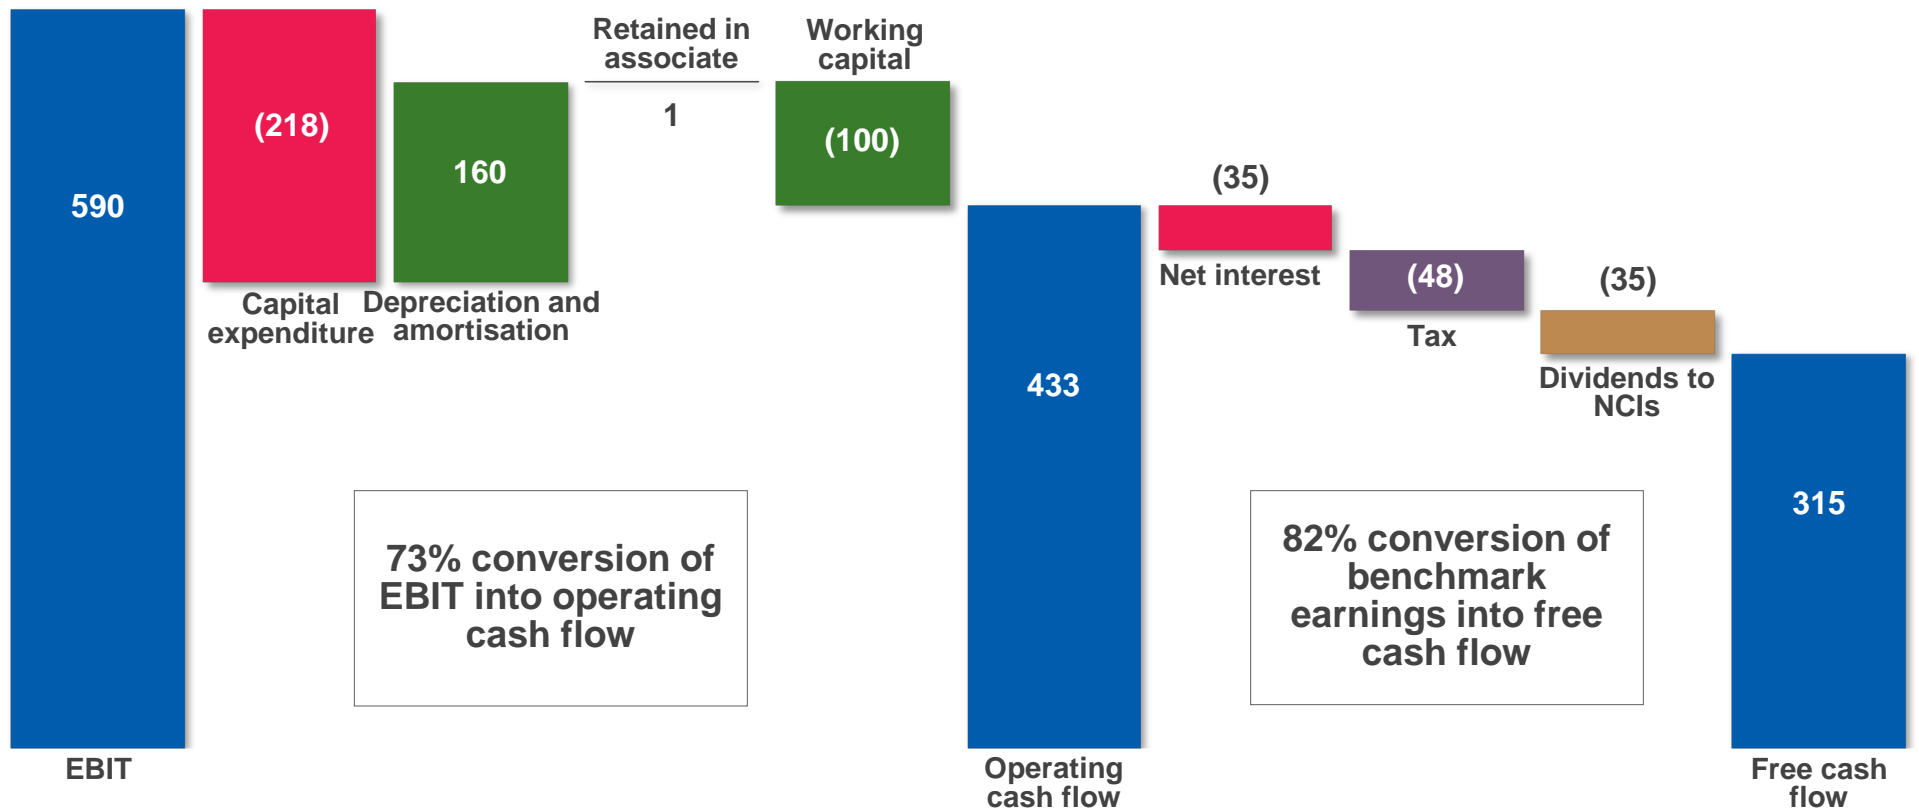 590
EBIT
(218)
Capital
expenditure
160
Depreciation and
amortisation
Retained in
associate
1
Working
capital
(100)
433
Operating
cash flow
(35)
Net interest
(48)
Tax
(35)
Dividends to
NCIs
315
Free cash
flow
73% conversion of
EBIT into operating
cash flow
82% conversion of
benchmark
earnings into free
cash flow